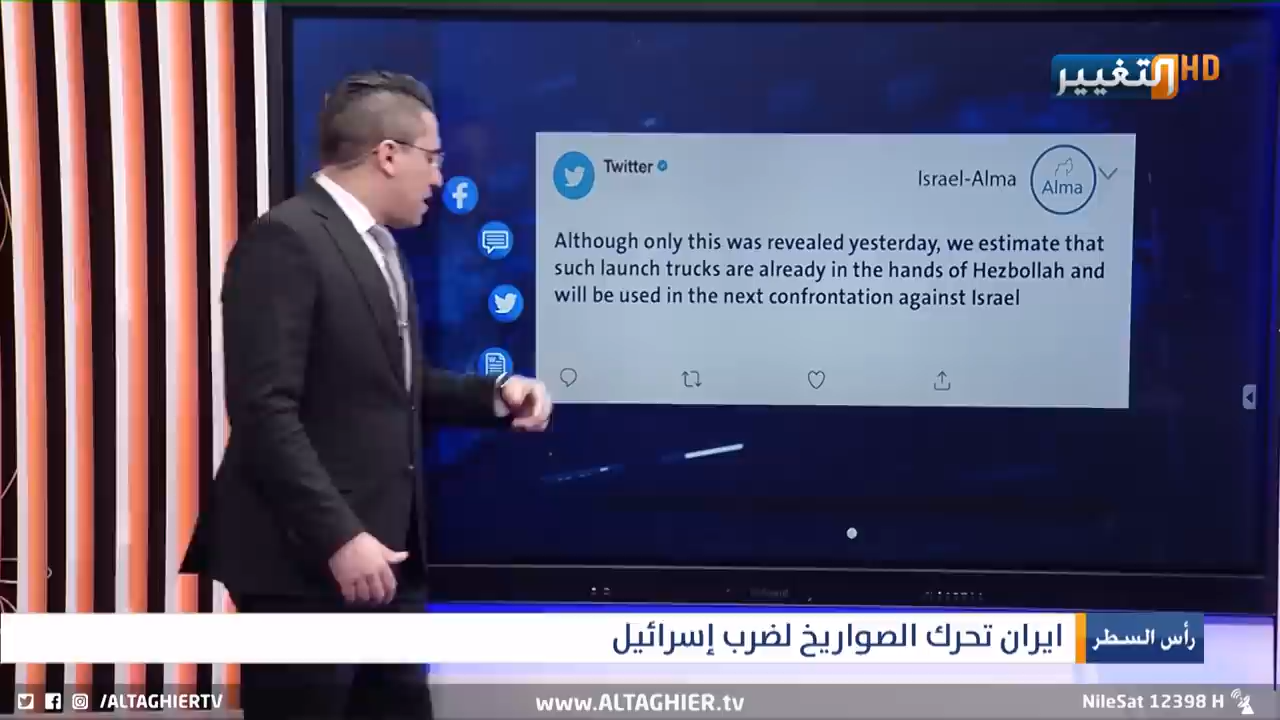 التغيير HD
Twitter
Israel-Alma
Alma
Although only this was revealed yesterday, we estimate that
such launch trucks are already in the hands of Hezbollah and
will be used in the next confrontation against Israel
رأس السطر
ايران تحرك الصواريخ لضرب إسرائيل
/ALTAGHIERTV
www.ALTAGHIER.tv
NileSat 12398 H